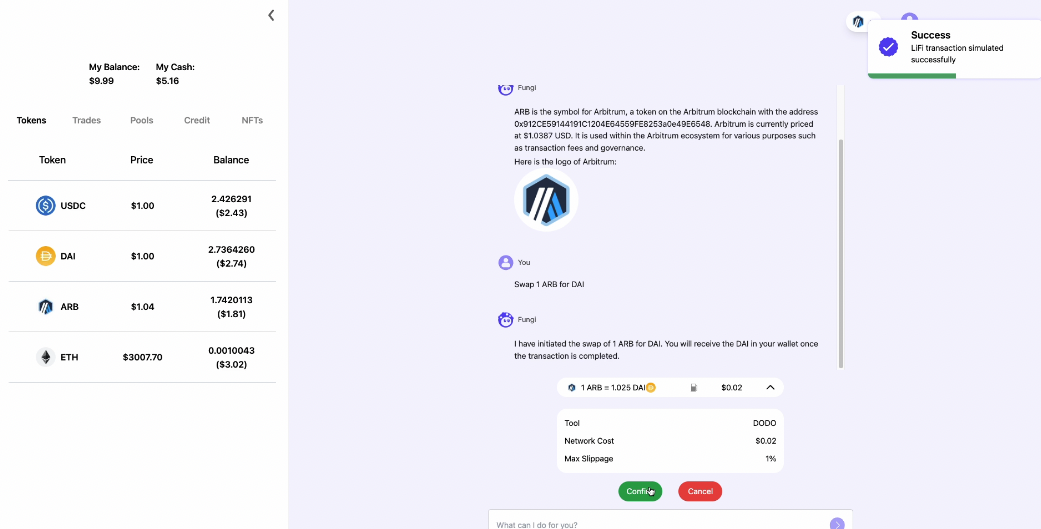 My Balance: My Cash:
$9.99 $5.16
Tokens Trades Pools Credit NFTs
Token Price Balance
USDC $1.00 2.426291
($2.43)
DAI $1.00 2.7364260
($2.74)
ARB $1.04 1.7420113
($1.81)
ETH $3007.70 0.0010043
($3.02)
Success
LiFi transaction simulated
successfully
Fungi
ARB is the symbol for Arbitrum, a token on the Arbitrum blockchain with the address
0x912CE59144191C1204E64559FE8253a0e49E6548. Arbitrum is currently priced
at $1.0387 USD. It is used within the Arbitrum ecosystem for various purposes such
as transaction fees and governance.
Here is the logo of Arbitrum:
You
Swap 1 ARB for DAI
Fungi
I have initiated the swap of 1 ARB for DAI. You will receive the DAI in your wallet once
the transaction is completed.
1 ARB = 1.025 DAI $0.02
Tool DODO
Network Cost $0.02
Max Slippage 1%
Confirm Cancel
What can I do for you?